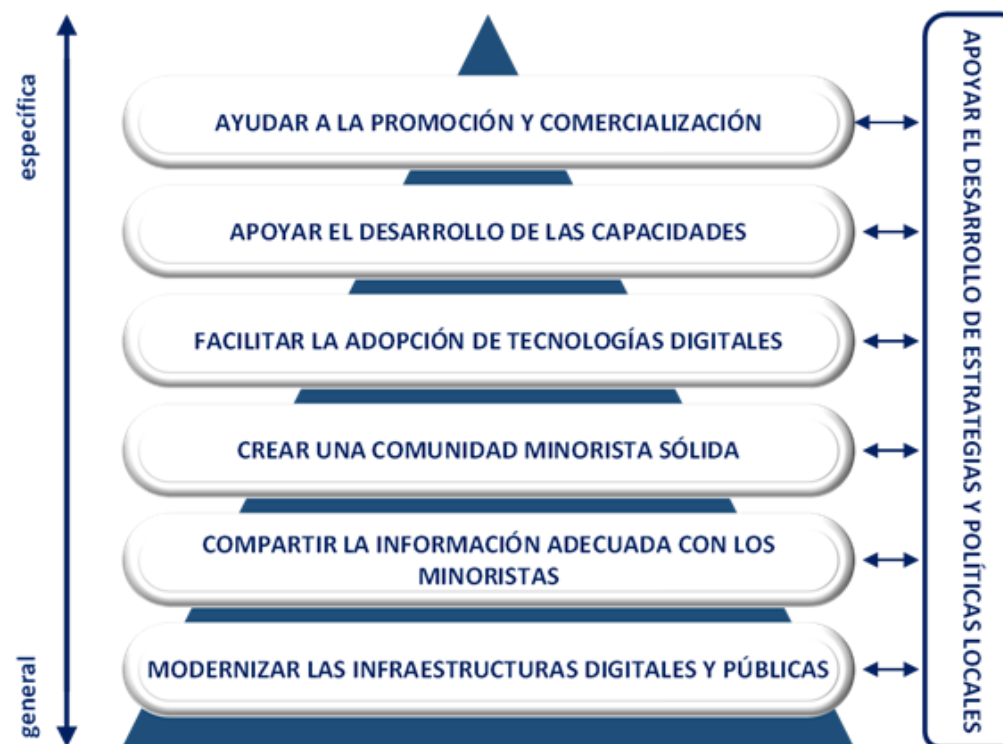 específica
AYUDAR A LA PROMOCIÓN Y COMERCIALIZACIÓN
APOYAR EL DESARROLLO DE LAS CAPACIDADES
FACILITAR LA ADOPCIÓN DE TECNOLOGÍAS DIGITALES
CREAR UNA COMUNIDAD MINORISTA SÓLIDA
COMPARTIR LA INFORMACIÓN ADECUADA CON LOS
MINORISTAS
MODERNIZAR LAS INFRAESTRUCTURAS DIGITALES Y PÚBLICAS
general
APOYAR EL DESARROLLO DE ESTRATEGIAS Y POLÍTICAS LOCALES